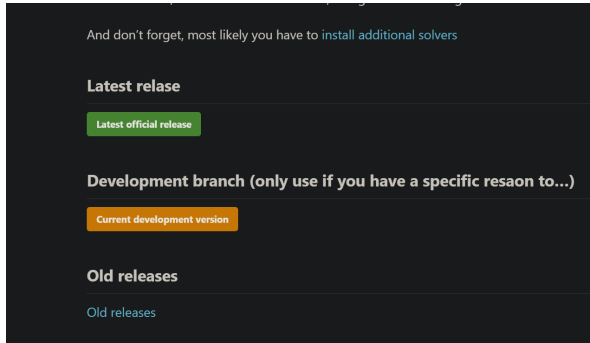 And don't forget, most likely you have to install additional solvers
Latest relase
Latest official release
Development branch (only use if you have a specific resaon to...)
Current development version
Old releases
Old releases